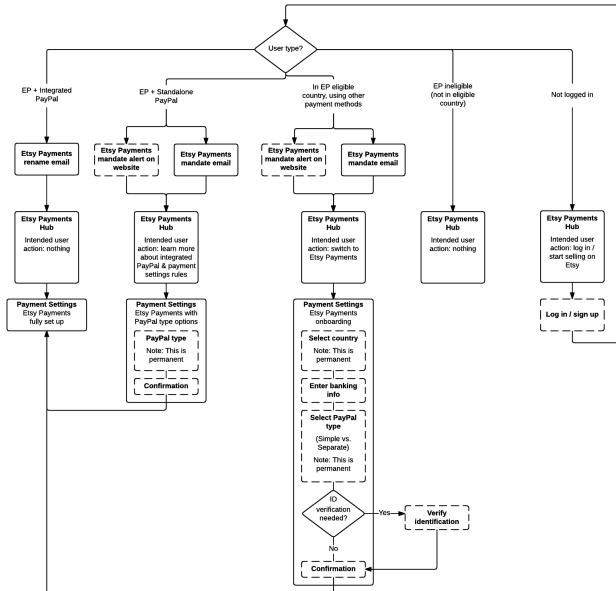 User type?
EP + Integrated
PayPal
EP + Standalone
PayPal
In EP eligible
country, using other
payment methods
EP ineligible
(not in eligible
country)
Not logged in
Etsy Payments
rename email
Etsy Payments
mandate alert on
website
Etsy Payments
mandate email
Etsy Payments
mandate alert on
website
Etsy Payments
mandate email
Etsy Payments
Hub
Intended user
action: nothing
Etsy Payments
Hub
Intended user
action: learn more
about integrated
PayPal & payment
settings rules
Etsy Payments
Hub
Intended user
action: switch to
Etsy Payments
Etsy Payments
Hub
Intended user
action: nothing
Etsy Payments
Hub
Intended user
action: log in /
start selling on
Etsy
Payment Settings
Etsy Payments
fully set up
Payment Settings
Etsy Payments with
PayPal type options
PayPal type
Note: This is
permanent
Confirmation
Payment Settings
Etsy Payments
onboarding
Select country
Note: This is
permanent
Enter banking
info
Select PayPal
type
(Simple vs.
Separate)
Note: This is
permanent
ID
verification
needed?
Yes
Verify
identification
No
Confirmation
Log in / sign up